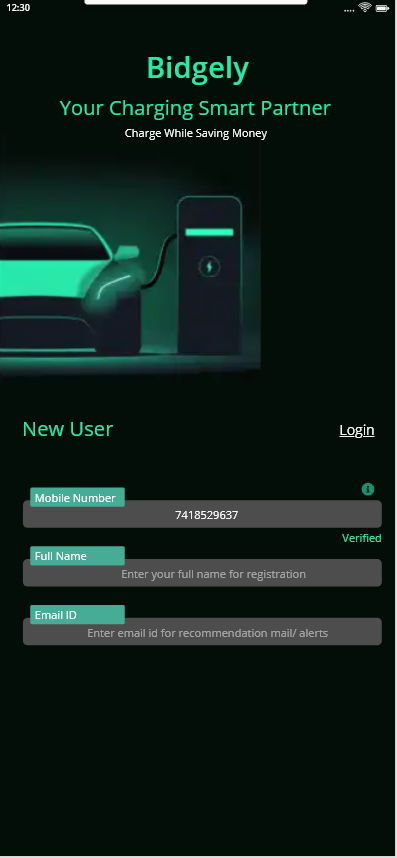 12:30
Bidgely
Your Charging Smart Partner
Charge While Saving Money
New User
Login
Mobile Number
7418529637
Verified
Full Name
Enter your full name for registration
Email ID
Enter email id for recommendation mail/ alerts